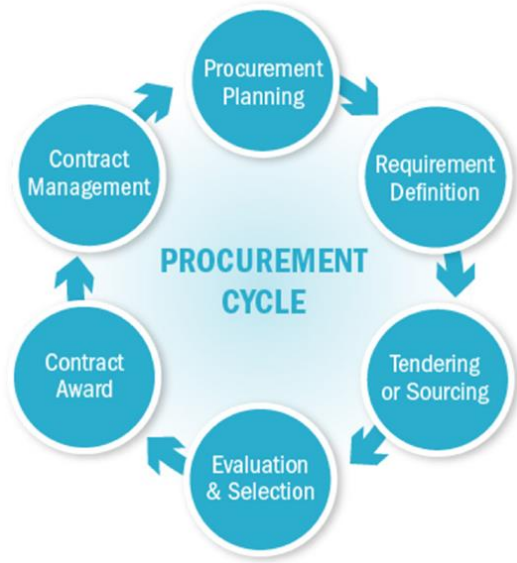 Procurement
Planning
Requirement
Definition
Tendering
or Sourcing
Evaluation
& Selection
Contract
Award
Contract
Management
PROCUREMENT
CYCLE